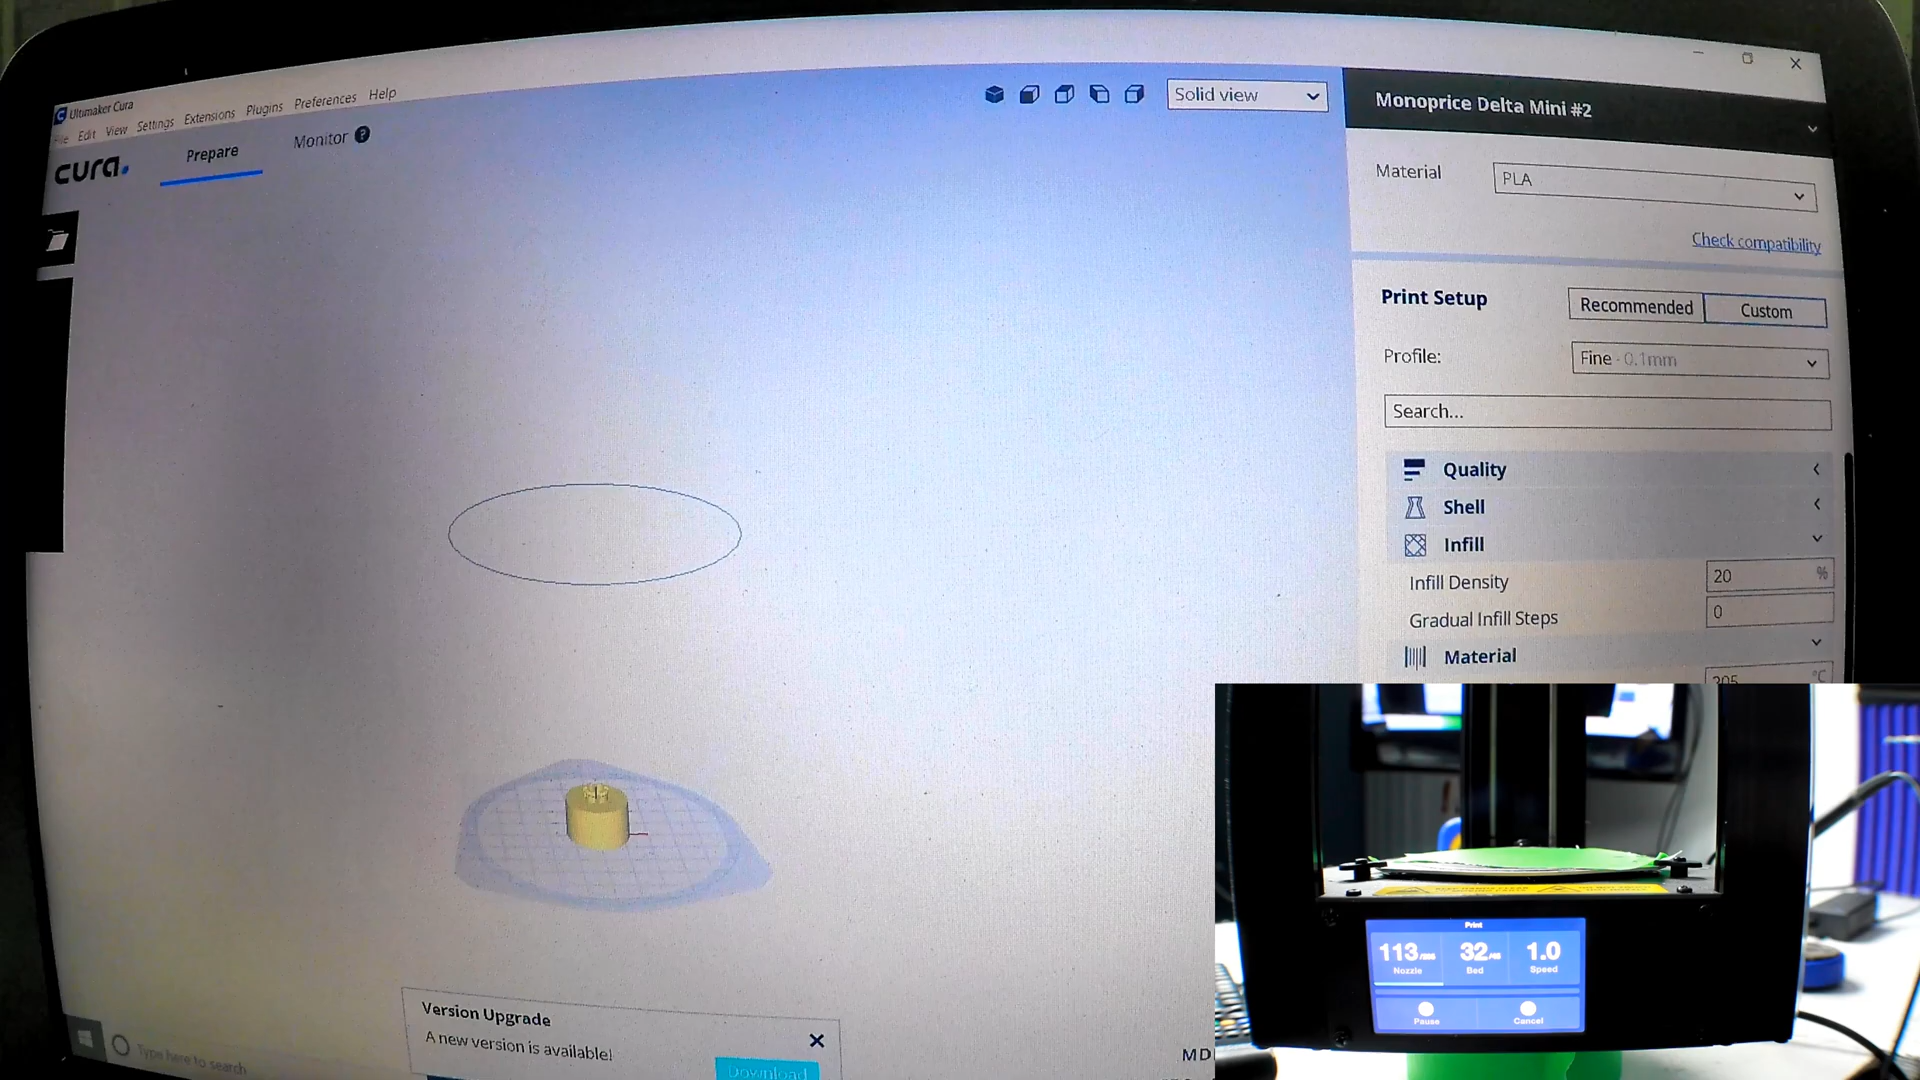 Ultimaker Cura
File Edit View Settings Extensions Plugins Preferences Help
cura.
Prepare
Monitor ?
Solid view
Monoprice Delta Mini #2
Material
PLA
Check compatibility
Print Setup
Recommended
Custom
Profile:
Fine - 0.1mm
Search...
Quality
Shell
Infill
Infill Density
20 %
Gradual Infill Steps
0
Material
205 °C
Version Upgrade
A new version is available!
Download
Type here to search
MD
Print
113
32
1.0
Nozzle
Bed
Speed
Pause
Cancel